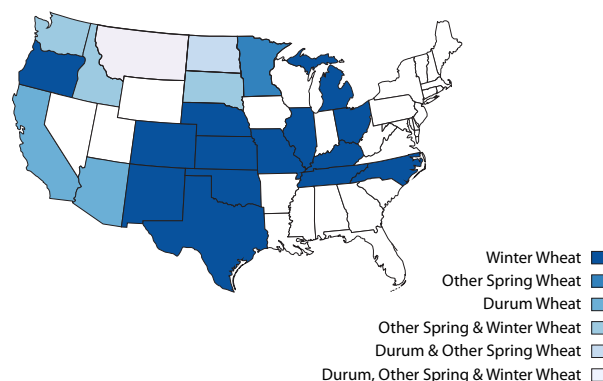 Winter Wheat
Other Spring Wheat
Durum Wheat
Other Spring & Winter Wheat
Durum & Other Spring Wheat
Durum, Other Spring & Winter Wheat